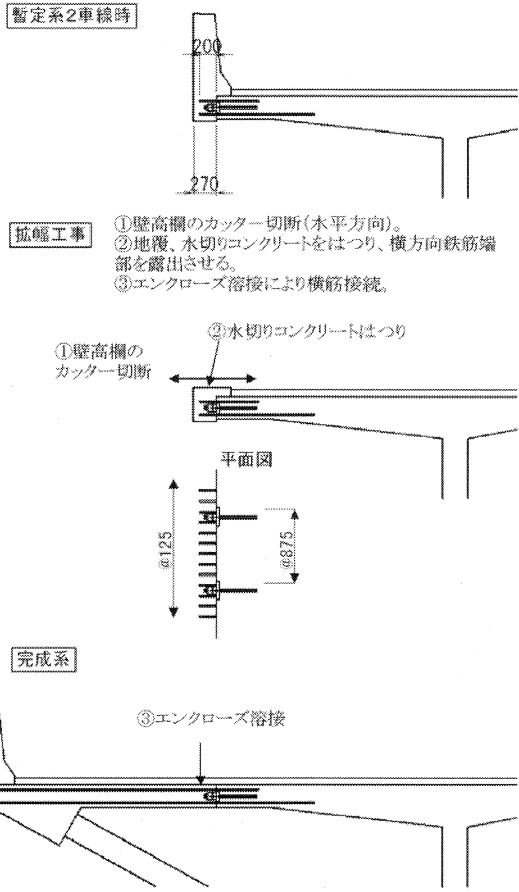 暫定系2車線時
200
270
拡幅工事
①壁高欄のカッター切断(水平方向)。
②地覆、水切りコンクリートをはつり、横方向鉄筋端
部を露出させる。
③エンクローズ溶接により横筋接続。
②水切りコンクリートはつり
①壁高欄の
カッター切断
平面図
@125
@875
完成系
③エンクローズ溶接